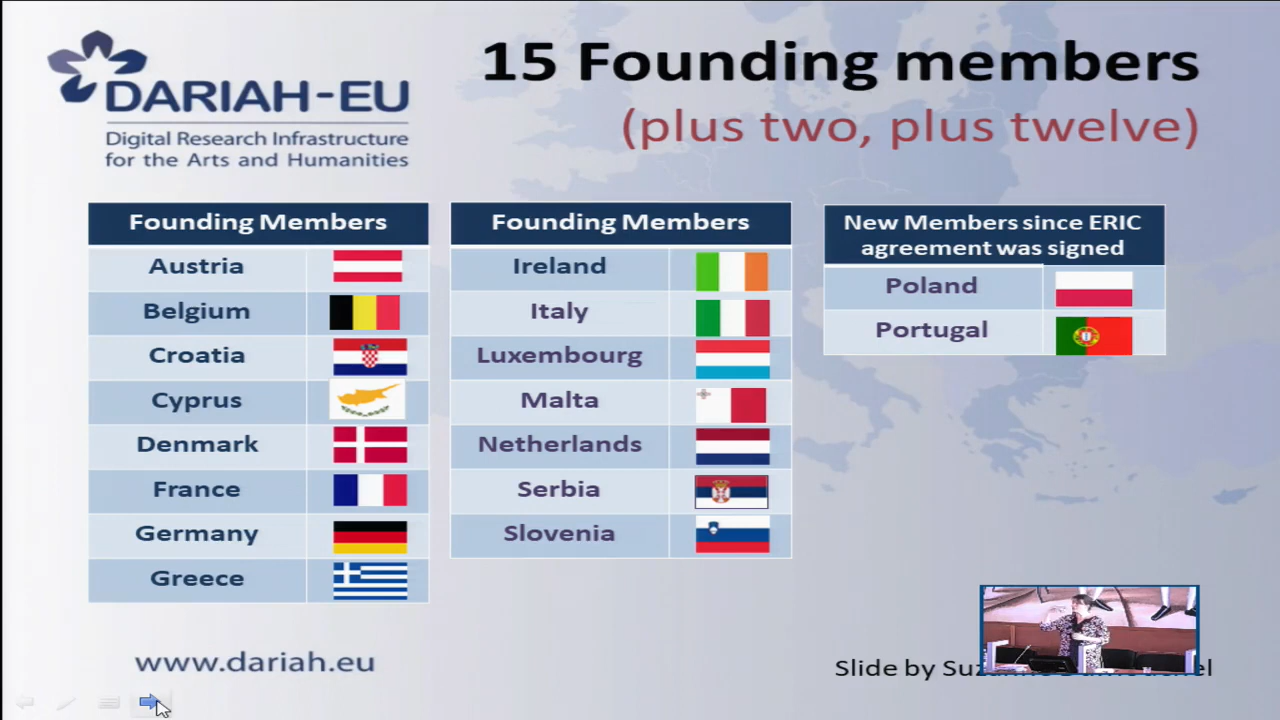 DARIAH-EU
Digital Research Infrastructure
for the Arts and Humanities
15 Founding members
(plus two, plus twelve)
Founding Members
Austria
Belgium
Croatia
Cyprus
Denmark
France
Germany
Greece
Founding Members
Ireland
Italy
Luxembourg
Malta
Netherlands
Serbia
Slovenia
New Members since ERIC
agreement was signed
Poland
Portugal
www.dariah.eu
Slide by